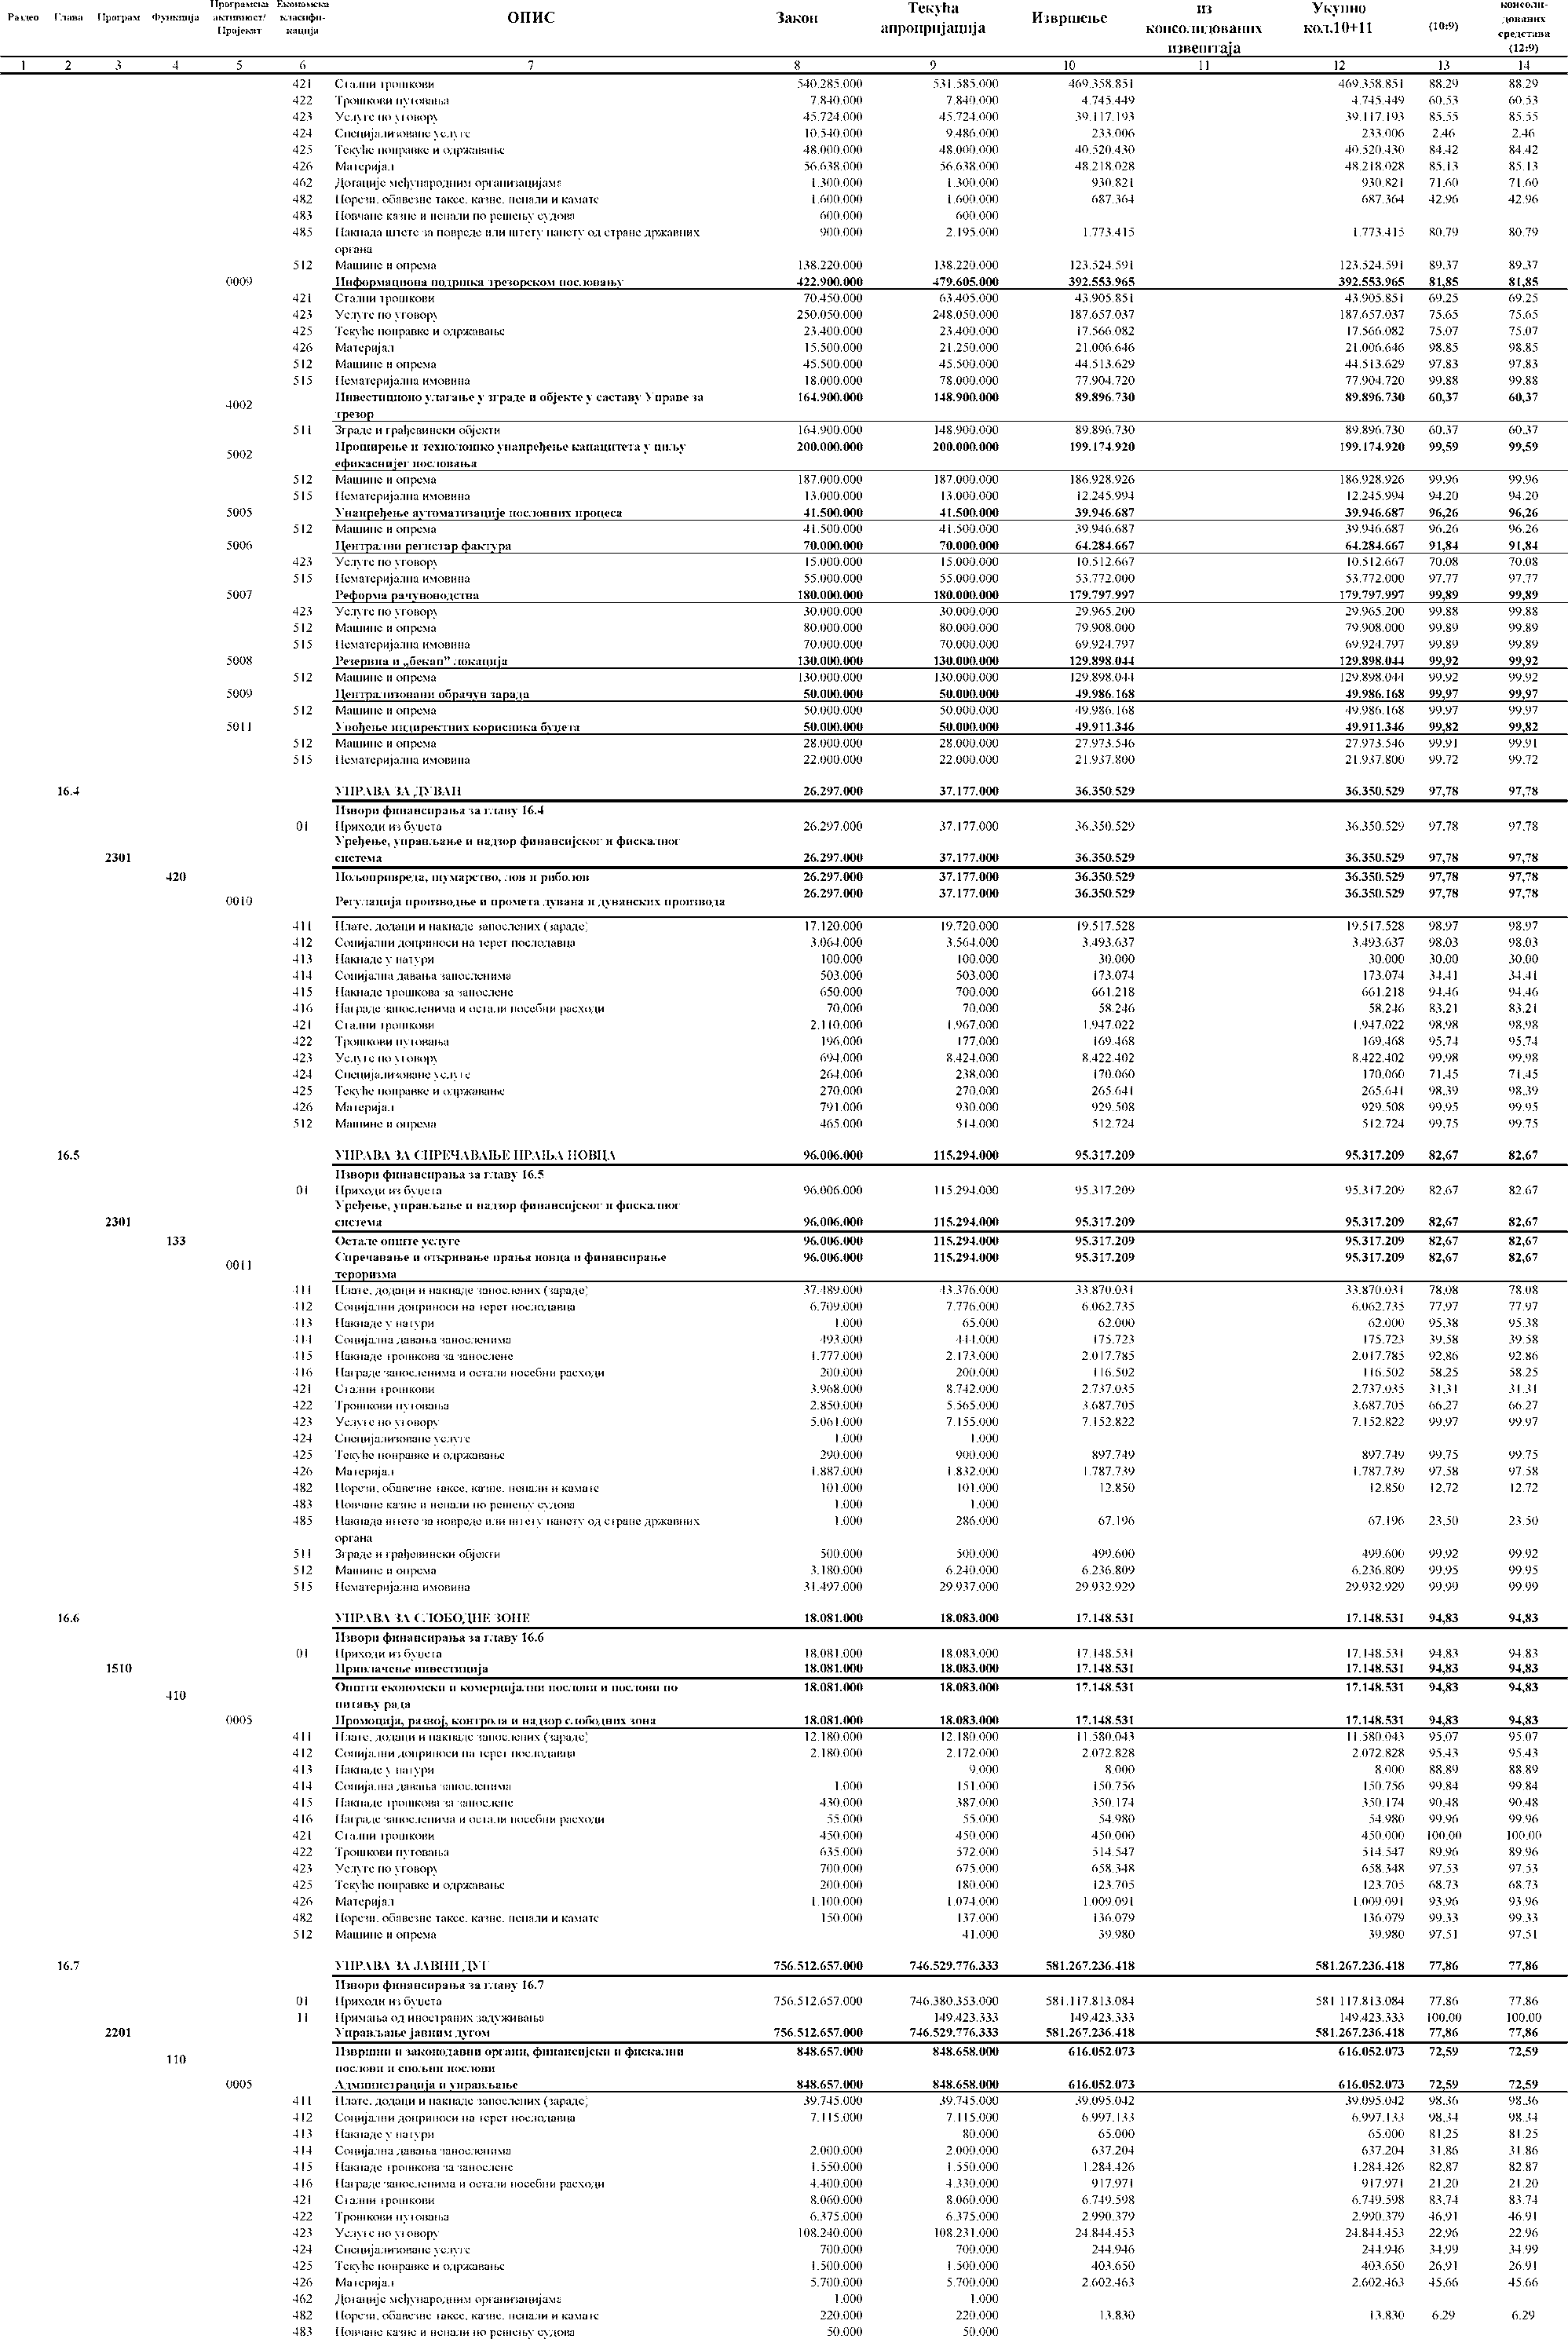 Раздео Глава Програм Функција Програмска активност/ Пројекат Економска класифи- кација ОПИС Закон Текућа апропријација Извршење из консолидованих извештаја Укупно кол.10+11 (10:9) консоли- дованих средстава (12:9)
1 2 3 4 5 6 7 8 9 10 11 12 13 14
421 Стални трошкови 540.285.000 531.585.000 469.358.851 469.358.851 88,29 88,29
422 Трошкови путовања 7.840.000 7.840.000 4.745.449 4.745.449 60,53 60,53
423 Услуге по уговору 45.724.000 45.724.000 39.117.193 39.117.193 85,55 85,55
424 Специјализоване услуге 10.540.000 9.486.000 233.006 233.006 2,46 2,46
425 Текуће поправке и одржавање 48.000.000 48.000.000 40.520.430 40.520.430 84,42 84,42
426 Материјал 56.638.000 56.638.000 48.218.028 48.218.028 85,13 85,13
462 Дотације међународним организацијама 1.300.000 1.300.000 930.821 930.821 71,60 71,60
482 Порези, обавезне таксе, казне, пенали и камате 1.600.000 1.600.000 687.364 687.364 42,96 42,96
483 Новчане казне и пенали по решењу судова 600.000 600.000
485 Накнада штете за повреде или штету нанету од стране државних 900.000 2.195.000 1.773.415 1.773.415 80,79 80,79
органа
512 Машине и опрема 138.220.000 138.220.000 123.524.591 123.524.591 89,37 89,37
0009 Информациона подршка трезорском пословању 422.900.000 479.605.000 392.553.965 392.553.965 81,85 81,85
421 Стални трошкови 70.450.000 63.405.000 43.905.851 43.905.851 69,25 69,25
423 Услуге по уговору 250.050.000 248.050.000 187.657.037 187.657.037 75,65 75,65
425 Текуће поправке и одржавање 23.400.000 23.400.000 17.566.082 17.566.082 75,07 75,07
426 Материјал 15.500.000 21.250.000 21.006.646 21.006.646 98,85 98,85
512 Машине и опрема 45.500.000 45.500.000 44.513.629 44.513.629 97,83 97,83
515 Нематеријална имовина 18.000.000 78.000.000 77.904.720 77.904.720 99,88 99,88
4002 Инвестиционо улагање у зграде и објекте у саставу Управе за 164.900.000 148.900.000 89.896.730 89.896.730 60,37 60,37
трезор
511 Зграде и грађевински објекти 164.900.000 148.900.000 89.896.730 89.896.730 60,37 60,37
5002 Проширење и технолошко унапређење капацитета у циљу 200.000.000 200.000.000 199.174.920 199.174.920 99,59 99,59
ефикаснијег пословања
512 Машине и опрема 187.000.000 187.000.000 186.928.926 186.928.926 99,96 99,96
515 Нематеријална имовина 13.000.000 13.000.000 12.245.994 12.245.994 94,20 94,20
5005 Унапређење аутоматизације пословних процеса 41.500.000 41.500.000 39.946.687 39.946.687 96,26 96,26
512 Машине и опрема 41.500.000 41.500.000 39.946.687 39.946.687 96,26 96,26
5006 Централни регистар фактура 70.000.000 70.000.000 64.284.667 64.284.667 91,84 91,84
423 Услуге по уговору 15.000.000 15.000.000 10.512.667 10.512.667 70,08 70,08
515 Нематеријална имовина 55.000.000 55.000.000 53.772.000 53.772.000 97,77 97,77
5007 Реформа рачуноводства 180.000.000 180.000.000 179.797.997 179.797.997 99,89 99,89
423 Услуге по уговору 30.000.000 30.000.000 29.965.200 29.965.200 99,88 99,88
512 Машине и опрема 80.000.000 80.000.000 79.908.000 79.908.000 99,89 99,89
515 Нематеријална имовина 70.000.000 70.000.000 69.924.797 69.924.797 99,89 99,89
5008 Резервна и „бекап" локација 130.000.000 130.000.000 129.898.044 129.898.044 99,92 99,92
512 Машине и опрема 130.000.000 130.000.000 129.898.044 129.898.044 99,92 99,92
5009 Централизовани обрачун зарада 50.000.000 50.000.000 49.986.168 49.986.168 99,97 99,97
512 Машине и опрема 50.000.000 50.000.000 49.986.168 49.986.168 99,97 99,97
5011 Увођење индиректних корисника буџета 50.000.000 50.000.000 49.911.346 49.911.346 99,82 99,82
512 Машине и опрема 28.000.000 28.000.000 27.973.546 27.973.546 99,91 99,91
515 Нематеријална имовина 22.000.000 22.000.000 21.937.800 21.937.800 99,72 99,72
16.4 УПРАВА ЗА ДУВАН 26.297.000 37.177.000 36.350.529 36.350.529 97,78 97,78
Извори финансирања за главу 16.4
01 Приходи из буџета 26.297.000 37.177.000 36.350.529 36.350.529 97,78 97,78
Уређење, управљање и надзор финансијског и фискалног
2301 система 26.297.000 37.177.000 36.350.529 36.350.529 97,78 97,78
420 Пољопривреда, шумарство, лов и риболов 26.297.000 37.177.000 36.350.529 36.350.529 97,78 97,78
0010 Регулација производње и промета дувана и дуванских производа 26.297.000 37.177.000 36.350.529 36.350.529 97,78 97,78
411 Плате, додаци и накнаде запослених (зараде) 17.120.000 19.720.000 19.517.528 19.517.528 98,97 98,97
412 Социјални доприноси на терет послодавца 3.064.000 3.564.000 3.493.637 3.493.637 98,03 98,03
413 Накнаде у натури 100.000 100.000 30.000 30.000 30,00 30,00
414 Социјална давања запосленима 503.000 503.000 173.074 173.074 34,41 34,41
415 Накнаде трошкова за запослене 650.000 700.000 661.218 661.218 94,46 94,46
416 Награде запосленима и остали посебни расходи 70.000 70.000 58.246 58.246 83,21 83,21
421 Стални трошкови 2.110.000 1.967.000 1.947.022 1.947.022 98,98 98,98
422 Трошкови путовања 196.000 177.000 169.468 169.468 95,74 95,74
423 Услуге по уговору 694.000 8.424.000 8.422.402 8.422.402 99,98 99,98
424 Специјализоване услуге 264.000 238.000 170.060 170.060 71,45 71,45
425 Текуће поправке и одржавање 270.000 270.000 265.641 265.641 98,39 98,39
426 Материјал 791.000 930.000 929.508 929.508 99,95 99,95
512 Машине и опрема 465.000 514.000 512.724 512.724 99,75 99,75
16.5 УПРАВА ЗА СПРЕЧАВАЊЕ ПРАЊА НОВЦА 96.006.000 115.294.000 95.317.209 95.317.209 82,67 82,67
Извори финансирања за главу 16.5
01 Приходи из буџета 96.006.000 115.294.000 95.317.209 95.317.209 82,67 82,67
Уређење, управљање и надзор финансијског и фискалног
2301 система 96.006.000 115.294.000 95.317.209 95.317.209 82,67 82,67
133 Остале опште услуге 96.006.000 115.294.000 95.317.209 95.317.209 82,67 82,67
0011 Спречавање и откривање прања новца и финансирање 96.006.000 115.294.000 95.317.209 95.317.209 82,67 82,67
тероризма
411 Плате, додаци и накнаде запослених (зараде) 37.489.000 43.376.000 33.870.031 33.870.031 78,08 78,08
412 Социјални доприноси на терет послодавца 6.709.000 7.776.000 6.062.735 6.062.735 77,97 77,97
413 Накнаде у натури 1.000 65.000 62.000 62.000 95,38 95,38
414 Социјална давања запосленима 493.000 444.000 175.723 175.723 39,58 39,58
415 Накнаде трошкова за запослене 1.777.000 2.173.000 2.017.785 2.017.785 92,86 92,86
416 Награде запосленима и остали посебни расходи 200.000 200.000 116.502 116.502 58,25 58,25
421 Стални трошкови 3.968.000 8.742.000 2.737.035 2.737.035 31,31 31,31
422 Трошкови путовања 2.850.000 5.565.000 3.687.705 3.687.705 66,27 66,27
423 Услуге по уговору 5.061.000 7.155.000 7.152.822 7.152.822 99,97 99,97
424 Специјализоване услуге 1.000 1.000
425 Текуће поправке и одржавање 290.000 900.000 897.749 897.749 99,75 99,75
426 Материјал 1.887.000 1.832.000 1.787.739 1.787.739 97,58 97,58
482 Порези, обавезне таксе, казне, пенали и камате 101.000 101.000 12.850 12.850 12,72 12,72
483 Новчане казне и пенали по решењу судова 1.000 1.000
485 Накнада штете за повреде или штету нанету од стране државних 1.000 286.000 67.196 67.196 23,50 23,50
органа
511 Зграде и грађевински објекти 500.000 500.000 499.600 499.600 99,92 99,92
512 Машине и опрема 3.180.000 6.240.000 6.236.809 6.236.809 99,95 99,95
515 Нематеријална имовина 31.497.000 29.937.000 29.932.929 29.932.929 99,99 99,99
16.6 УПРАВА ЗА СЛОБОДНЕ ЗОНЕ 18.081.000 18.083.000 17.148.531 17.148.531 94,83 94,83
Извори финансирања за главу 16.6
01 Приходи из буџета 18.081.000 18.083.000 17.148.531 17.148.531 94,83 94,83
1510 Привлачење инвестиција 18.081.000 18.083.000 17.148.531 17.148.531 94,83 94,83
410 Општи економски и комерцијални послови и послови по 18.081.000 18.083.000 17.148.531 17.148.531 94,83 94,83
питању рада
0005 Промоција, развој, контрола и надзор слободних зона 18.081.000 18.083.000 17.148.531 17.148.531 94,83 94,83
411 Плате, додаци и накнаде запослених (зараде) 12.180.000 12.180.000 11.580.043 11.580.043 95,07 95,07
412 Социјални доприноси на терет послодавца 2.180.000 2.172.000 2.072.828 2.072.828 95,43 95,43
413 Накнаде у натури 9.000 8.000 8.000 88,89 88,89
414 Социјална давања запосленима 1.000 151.000 150.756 150.756 99,84 99,84
415 Накнаде трошкова за запослене 430.000 387.000 350.174 350.174 90,48 90,48
416 Награде запосленима и остали посебни расходи 55.000 55.000 54.980 54.980 99,96 99,96
421 Стални трошкови 450.000 450.000 450.000 450.000 100,00 100,00
422 Трошкови путовања 635.000 572.000 514.547 514.547 89,96 89,96
423 Услуге по уговору 700.000 675.000 658.348 658.348 97,53 97,53
425 Текуће поправке и одржавање 200.000 180.000 123.705 123.705 68,73 68,73
426 Материјал 1.100.000 1.074.000 1.009.091 1.009.091 93,96 93,96
482 Порези, обавезне таксе, казне, пенали и камате 150.000 137.000 136.079 136.079 99,33 99,33
512 Машине и опрема 41.000 39.980 39.980 97,51 97,51
16.7 УПРАВА ЗА ЈАВНИ ДУГ 756.512.657.000 746.529.776.333 581.267.236.418 581.267.236.418 77,86 77,86
Извори финансирања за главу 16.7
01 Приходи из буџета 756.512.657.000 746.380.353.000 581.117.813.084 581 117.813.084 77,86 77,86
11 Примања од иностраних задуживања 149.423.333 149.423.333 149.423.333 100,00 100,00
2201 Управљање јавним дугом 756.512.657.000 746.529.776.333 581.267.236.418 581.267.236.418 77,86 77,86
110 Извршни и законодавни органи, финансијски и фискални 848.657.000 848.658.000 616.052.073 616.052.073 72,59 72,59
послови и спољни послови
0005 Администрација и управљање 848.657.000 848.658.000 616.052.073 616.052.073 72,59 72,59
411 Плате, додаци и накнаде запослених (зараде) 39.745.000 39.745.000 39.095.042 39.095.042 98,36 98,36
412 Социјални доприноси на терет послодавца 7.115.000 7.115.000 6.997.133 6.997.133 98,34 98,34
413 Накнаде у натури 80.000 65.000 65.000 81,25 81,25
414 Социјална давања запосленима 2.000.000 2.000.000 637.204 637.204 31,86 31,86
415 Накнаде трошкова за запослене 1.550.000 1.550.000 1.284.426 1.284.426 82,87 82,87
416 Награде запосленима и остали посебни расходи 4.400.000 4.330.000 917.971 917.971 21,20 21,20
421 Стални трошкови 8.060.000 8.060.000 6.749.598 6.749.598 83,74 83,74
422 Трошкови путовања 6.375.000 6.375.000 2.990.379 2.990.379 46,91 46,91
423 Услуге по уговору 108.240.000 108.231.000 24.844.453 24.844.453 22,96 22,96
424 Специјализоване услуге 700.000 700.000 244.946 244.946 34,99 34,99
425 Текуће поправке и одржавање 1.500.000 1.500.000 403.650 403.650 26,91 26,91
426 Материјал 5.700.000 5.700.000 2.602.463 2.602.463 45,66 45,66
462 Дотације међународним организацијама 1.000 1.000
482 Порези, обавезне таксе, казне, пенали и камате 220.000 220.000 13.830 13.830 6,29 6,29
483 Новчане казне и пенали по решењу судова 50.000 50.000